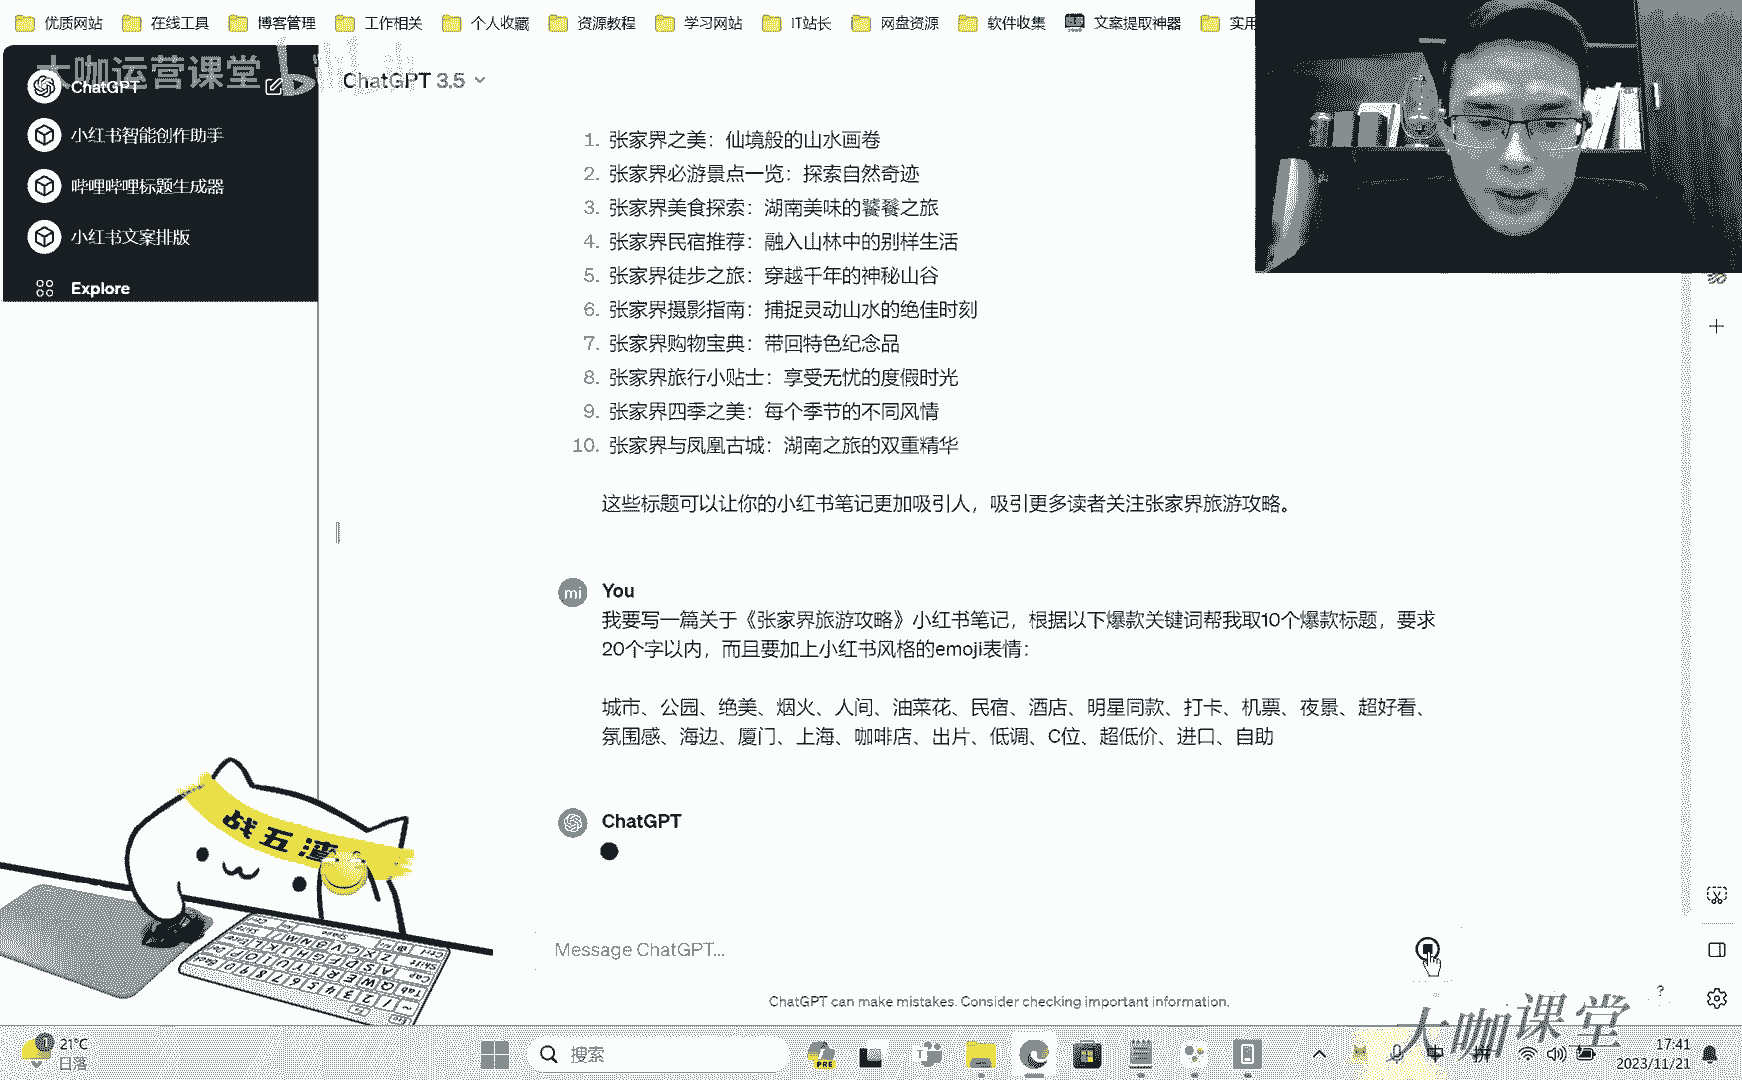 优质网站 在线工具 博客管理 工作相关 个人收藏 资源教程 学习网站 IT站长 网盘资源 软件收集 文案提取神器 实用
大咖运营课堂
ChatGPT
小红书智能创作助手
哔哩哔哩标题生成器
小红书文案排版
Explore
ChatGPT 3.5
1. 张家界之美：仙境般的山水画卷
2. 张家界必游景点一览：探索自然奇迹
3. 张家界美食探索：湖南美味的饕餮之旅
4. 张家界民宿推荐：融入山林中的别样生活
5. 张家界徒步之旅：穿越千年的神秘山谷
6. 张家界摄影指南：捕捉灵动山水的绝佳时刻
7. 张家界购物宝典：带回特色纪念品
8. 张家界旅行小贴士：享受无忧的度假时光
9. 张家界四季之美：每个季节的不同风情
10. 张家界与凤凰古城：湖南之旅的双重精华
这些标题可以让你的小红书笔记更加吸引人，吸引更多读者关注张家界旅游攻略。
mi
You
我要写一篇关于《张家界旅游攻略》小红书笔记，根据以下爆款关键词帮我取10个爆款标题，要求
20个字以内，而且要加上小红书风格的emoji表情：
城市、公园、绝美、烟火、人间、油菜花、民宿、酒店、明星同款、打卡、机票、夜景、超好看、
氛围感、海边、厦门、上海、咖啡店、出片、低调、C位、超低价、进口、自助
ChatGPT
战五渣
Message ChatGPT...
ChatGPT can make mistakes. Consider checking important information.
?
大咖课堂
21°C
日落
搜索
PRE
中
拼
17:41
2023/11/21